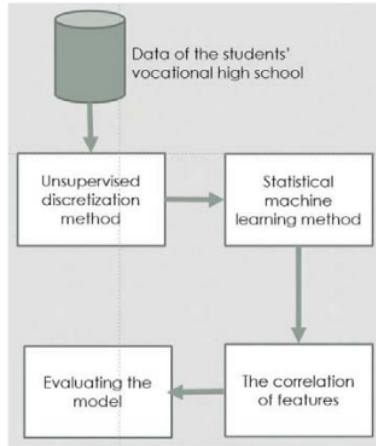 Data of the students'
vocational high school
Unsupervised
discretization
method
Statistical
machine
learning method
Evaluating the
model
The correlation
of features